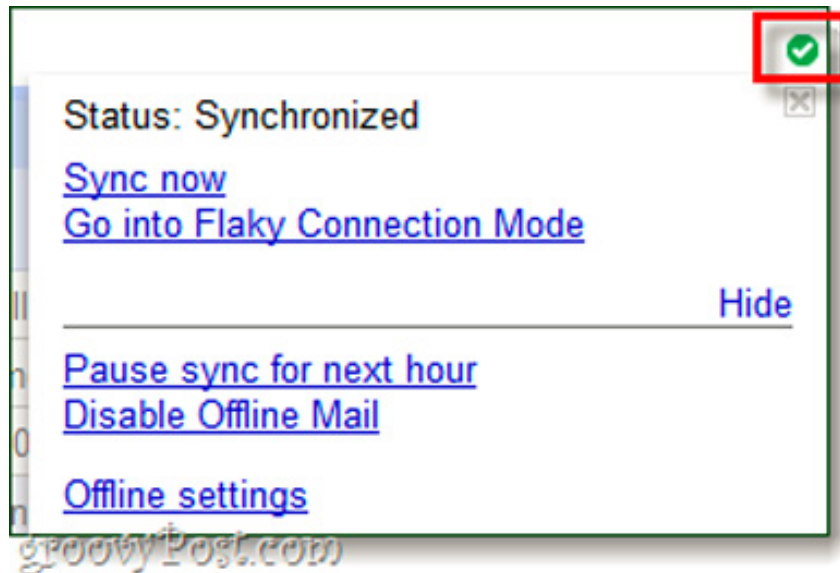 Status: Synchronized
Sync now
Go into Flaky Connection Mode
Hide
Pause sync for next hour
Disable Offline Mail
Offline settings
groovyPost.com